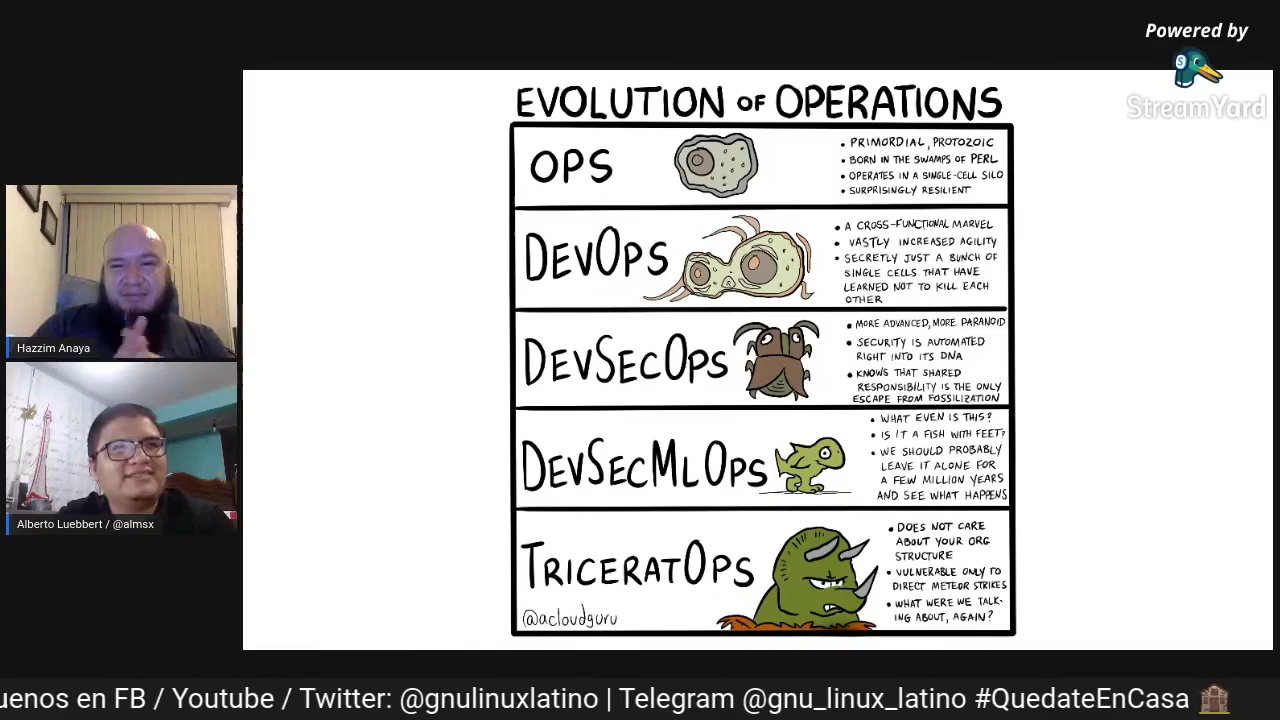 Powered by
StreamYard
EVOLUTION OF OPERATIONS
OPS
• PRIMORDIAL, PROTOZOIC
• BORN IN THE SWAMPS OF PERL
• OPERATES IN A SINGLE-CELL SILO
• SURPRISINGLY RESILIENT
DEVOPS
• A CROSS-FUNCTIONAL MARVEL
• VASTLY INCREASED AGILITY
• SECRETLY JUST A BUNCH OF
SINGLE CELLS THAT HAVE
LEARNED NOT TO KILL EACH
OTHER
DEVSECOPS
• MORE ADVANCED, MORE PARANOID
• SECURITY IS AUTOMATED
RIGHT INTO ITS DNA
• KNOWS THAT SHARED
RESPONSIBILITY IS THE ONLY
ESCAPE FROM FOSSILIZATION
DEVSECMLOPS
• WHAT EVEN IS THIS?
• IS IT A FISH WITH FEET?
• WE SHOULD PROBABLY
LEAVE IT ALONE FOR
A FEW MILLION YEARS
AND SEE WHAT HAPPENS
TRICERATOPS
• DOES NOT CARE
ABOUT YOUR ORG
STRUCTURE
• VULNERABLE ONLY TO
DIRECT METEOR STRIKES
• WHAT WERE WE TALK-
ING ABOUT, AGAIN?
@acloudguru
Hazzim Anaya
Alberto Luebbert / @almsx
uenos en FB / Youtube / Twitter: @gnulinuxlatino | Telegram @gnu_linux_latino #QuedateEnCasa